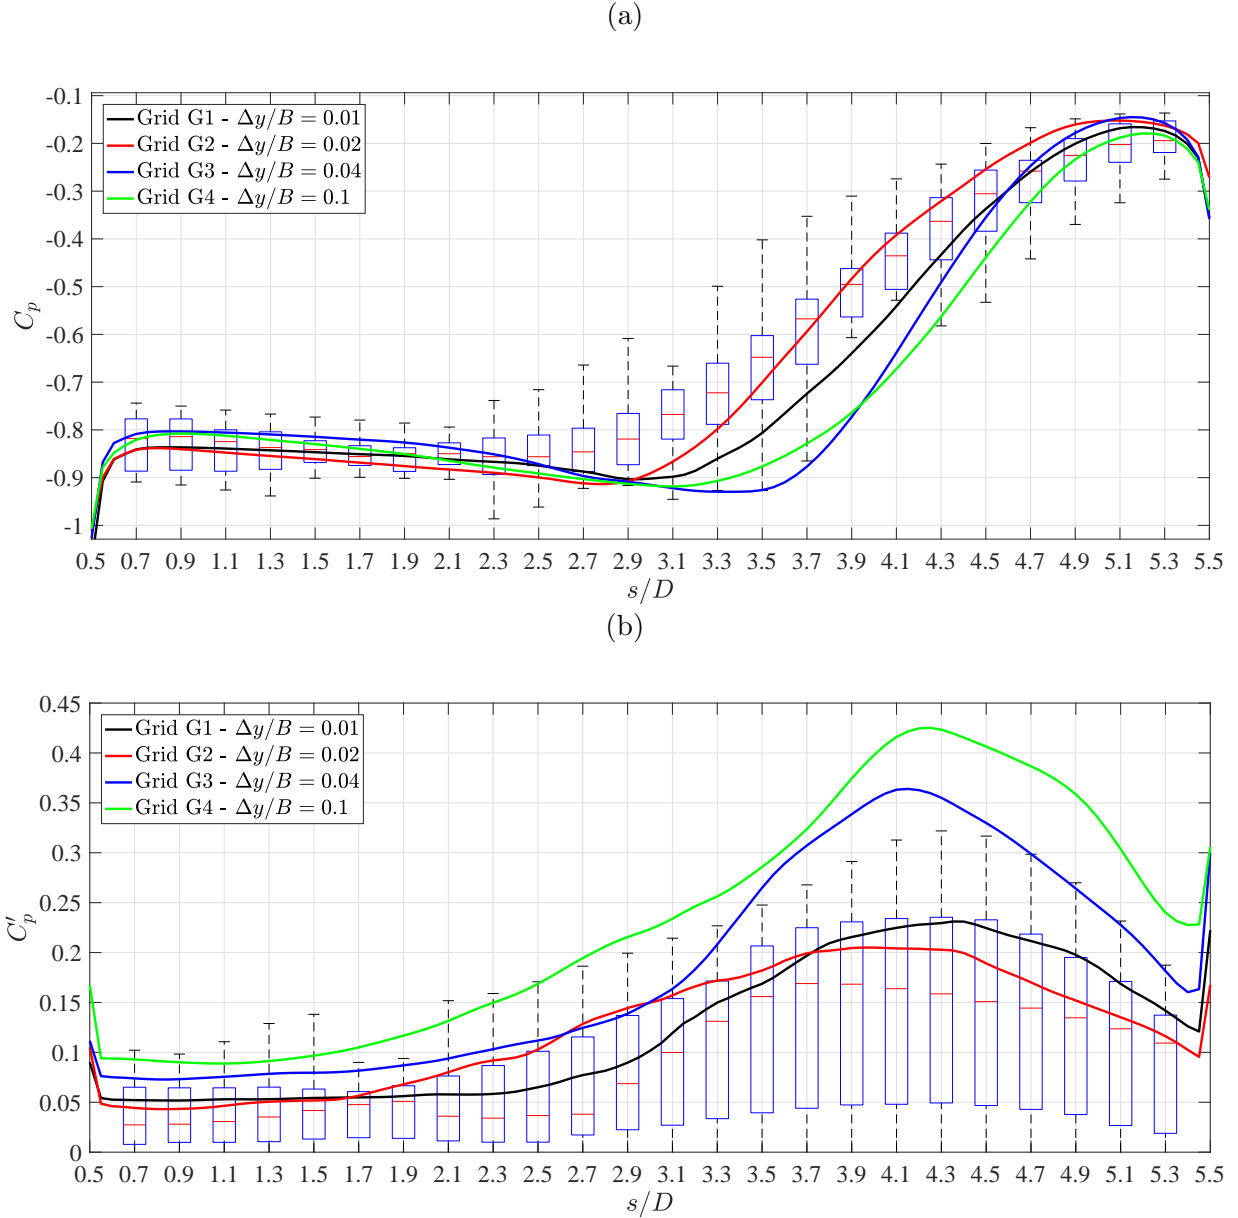 (a)
-0.1
-0.2
-0.3
-0.4
-0.5
-0.6
-0.7
-0.8
-0.9
-1
C_p
Grid G1 - Δy/B = 0.01
Grid G2 - Δy/B = 0.02
Grid G3 - Δy/B = 0.04
Grid G4 - Δy/B = 0.1
0.5 0.7 0.9 1.1 1.3 1.5 1.7 1.9 2.1 2.3 2.5 2.7 2.9 3.1 3.3 3.5 3.7 3.9 4.1 4.3 4.5 4.7 4.9 5.1 5.3 5.5
s/D
(b)
0.45
0.4
0.35
0.3
0.25
0.2
0.15
0.1
0.05
0
C'_p
Grid G1 - Δy/B = 0.01
Grid G2 - Δy/B = 0.02
Grid G3 - Δy/B = 0.04
Grid G4 - Δy/B = 0.1
0.5 0.7 0.9 1.1 1.3 1.5 1.7 1.9 2.1 2.3 2.5 2.7 2.9 3.1 3.3 3.5 3.7 3.9 4.1 4.3 4.5 4.7 4.9 5.1 5.3 5.5
s/D